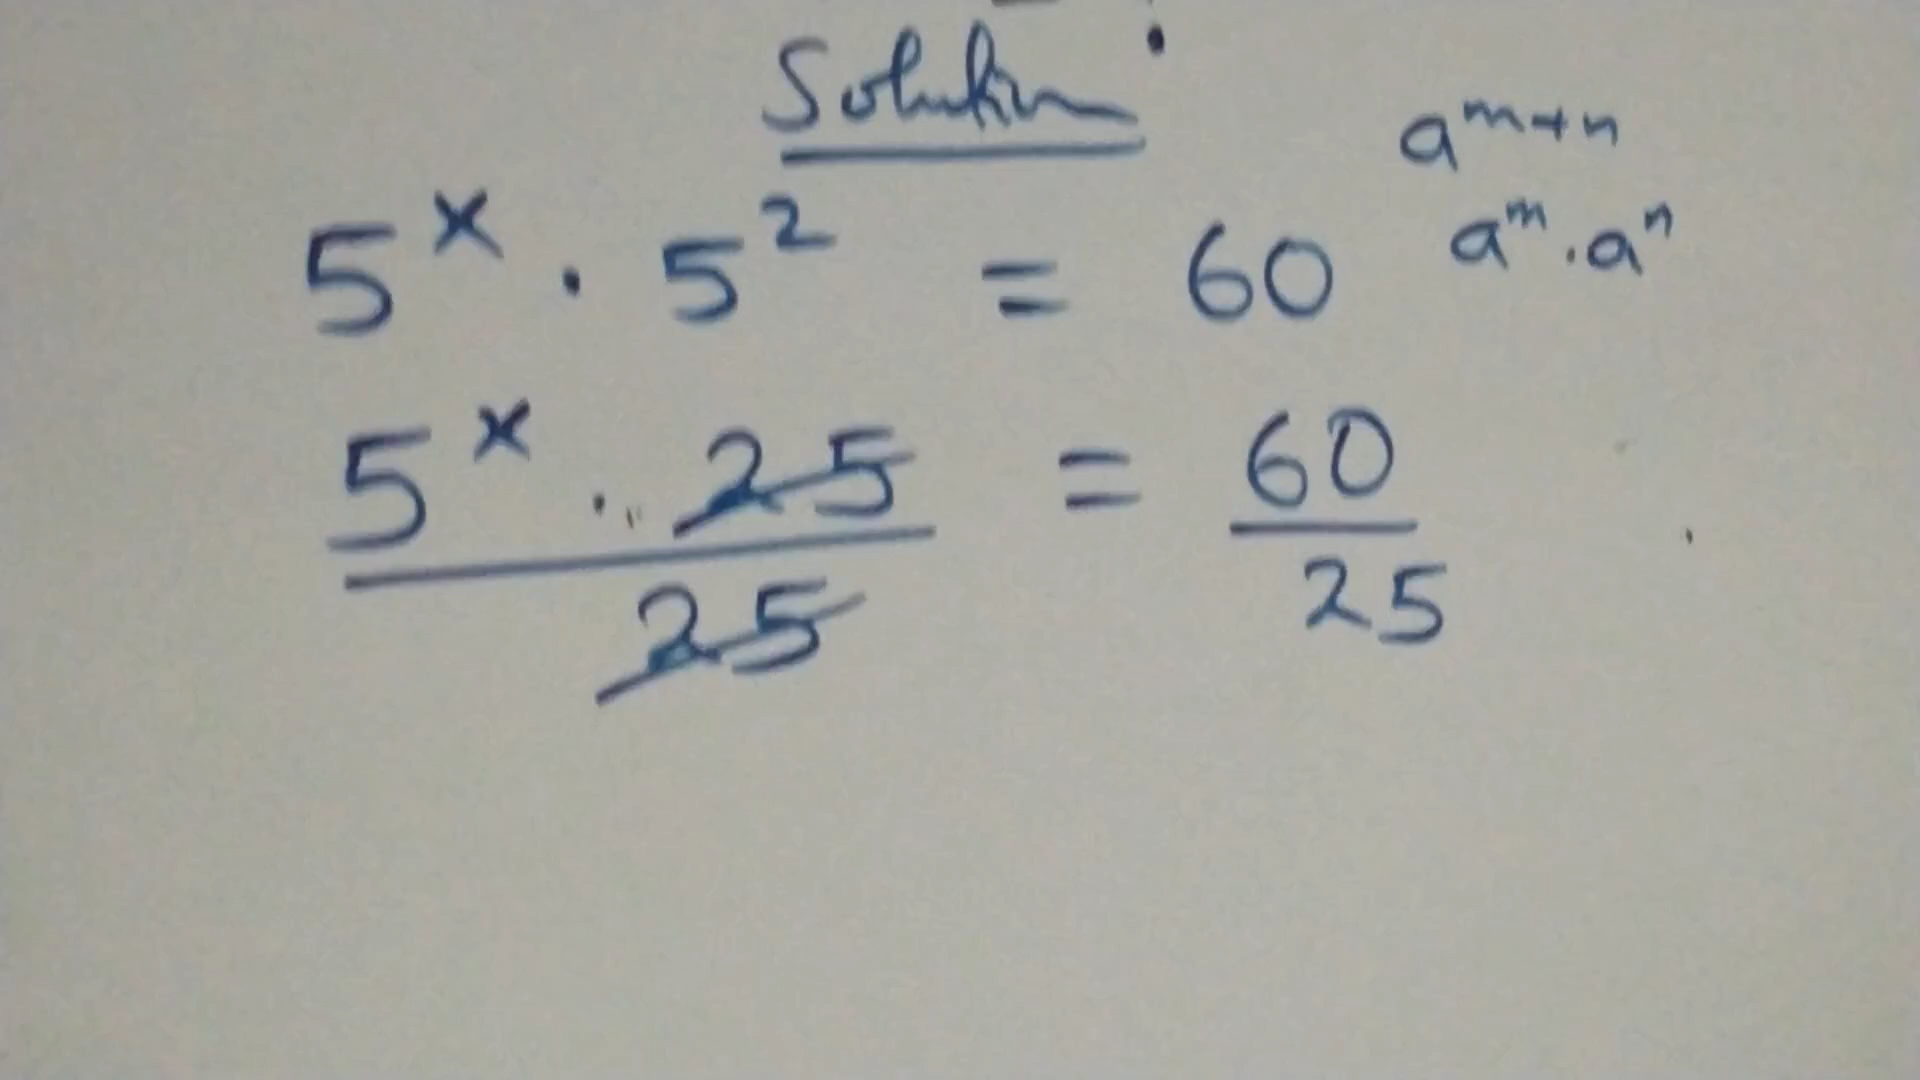 Solution
a^{m+n}
5^x · 5^2 = 60
a^m · a^n
5^x · 25 = 60
25 25